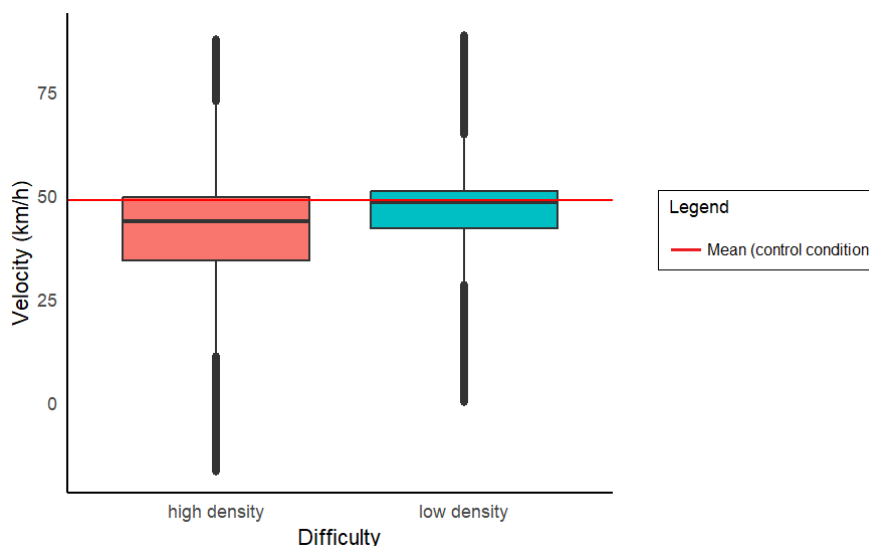 75
50
25
0
Velocity (km/h)
high density
low density
Difficulty
Legend
Mean (control condition